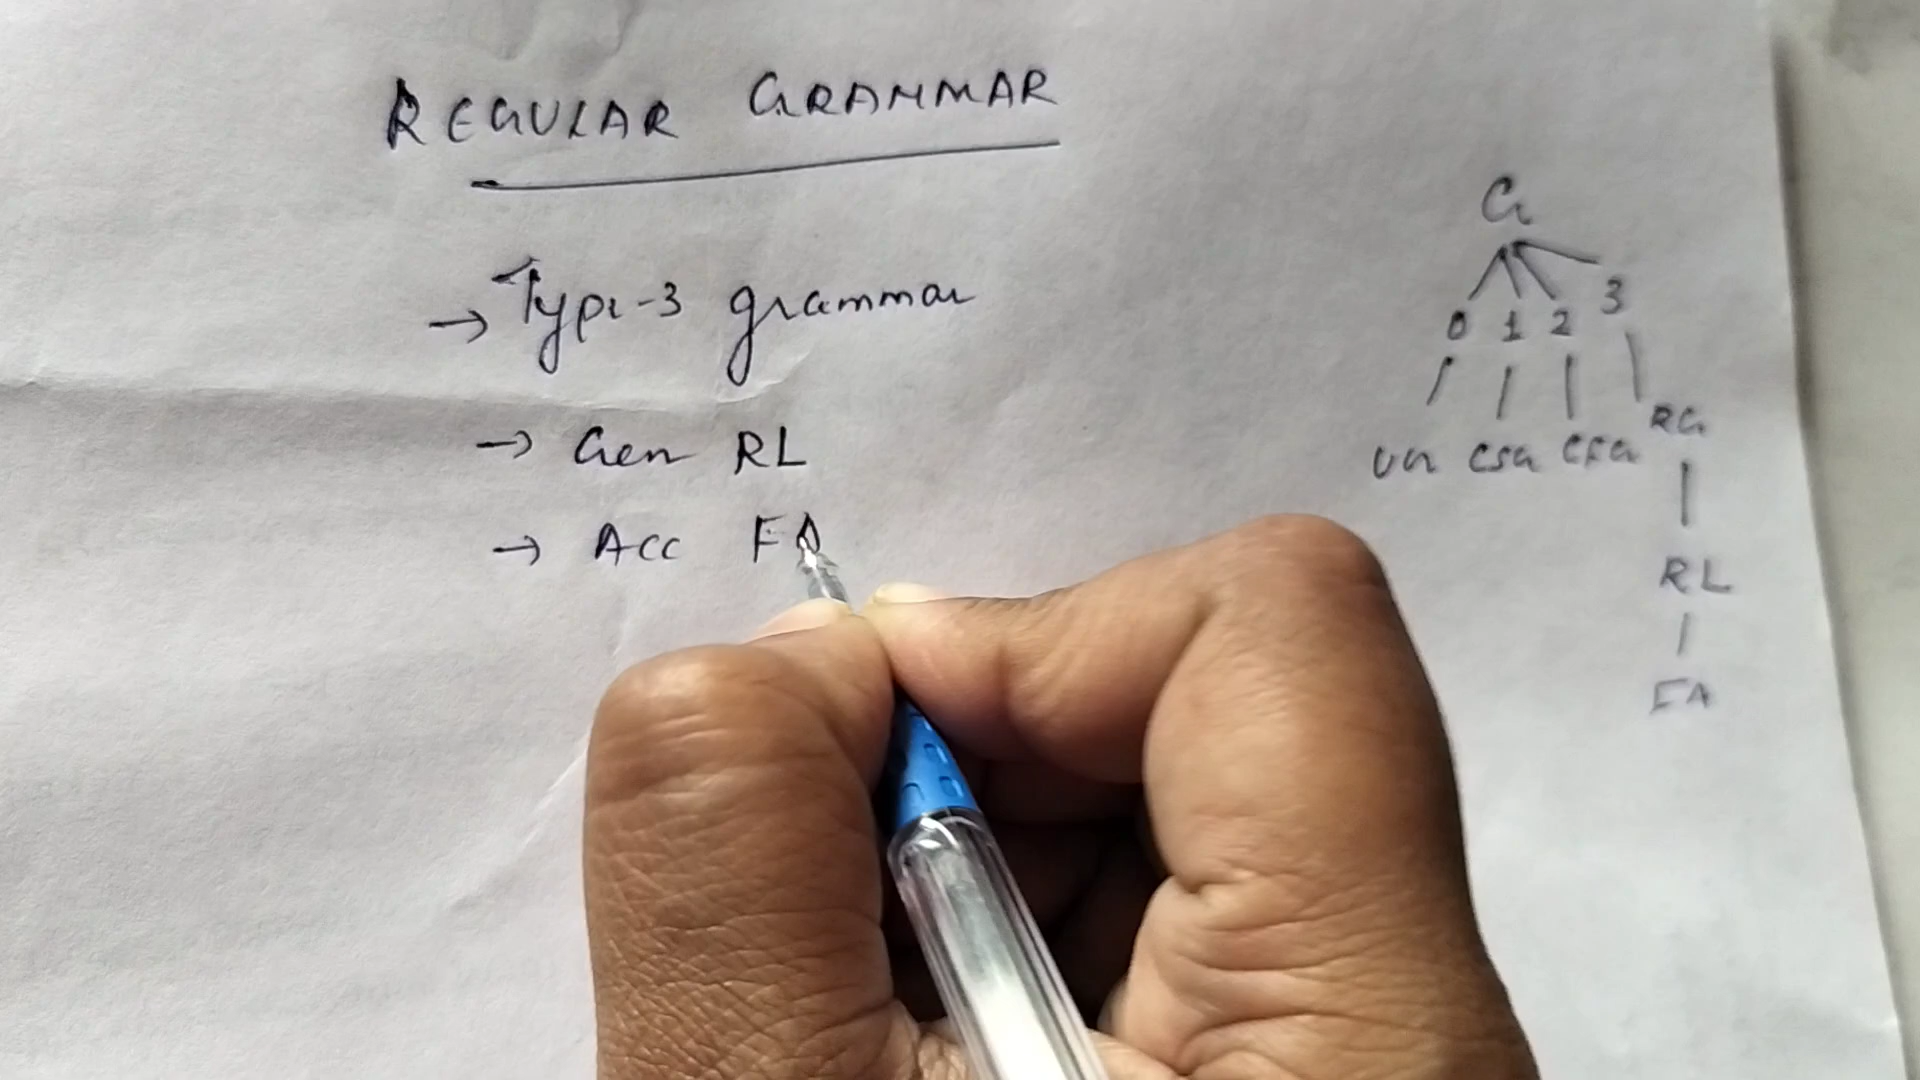 REGULAR GRAMMAR
→ Type-3 grammar
→ Gen RL
→ Acc FA
G
0 1 2 3
UG CSG CFG RG
RL
FA